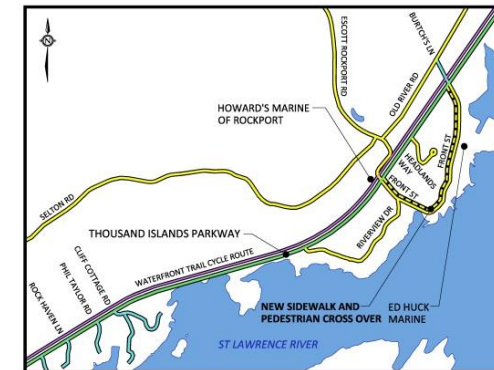 N
ESCOTT ROCKPORT RD
BURTCH'S LN
OLD RIVER RD
HOWARD'S MARINE
OF ROCKPORT
HEADLANDS
WAY
FRONT ST
FRONT ST
SELTON RD
RIVERVIEW DR
THOUSAND ISLANDS PARKWAY
WATERFRONT TRAIL CYCLE ROUTE
CLIFF COTTAGE RD
PHIL TAYLOR RD
ROCK HAVEN LN
NEW SIDEWALK AND
PEDESTRIAN CROSS OVER
ED HUCK
MARINE
ST LAWRENCE RIVER